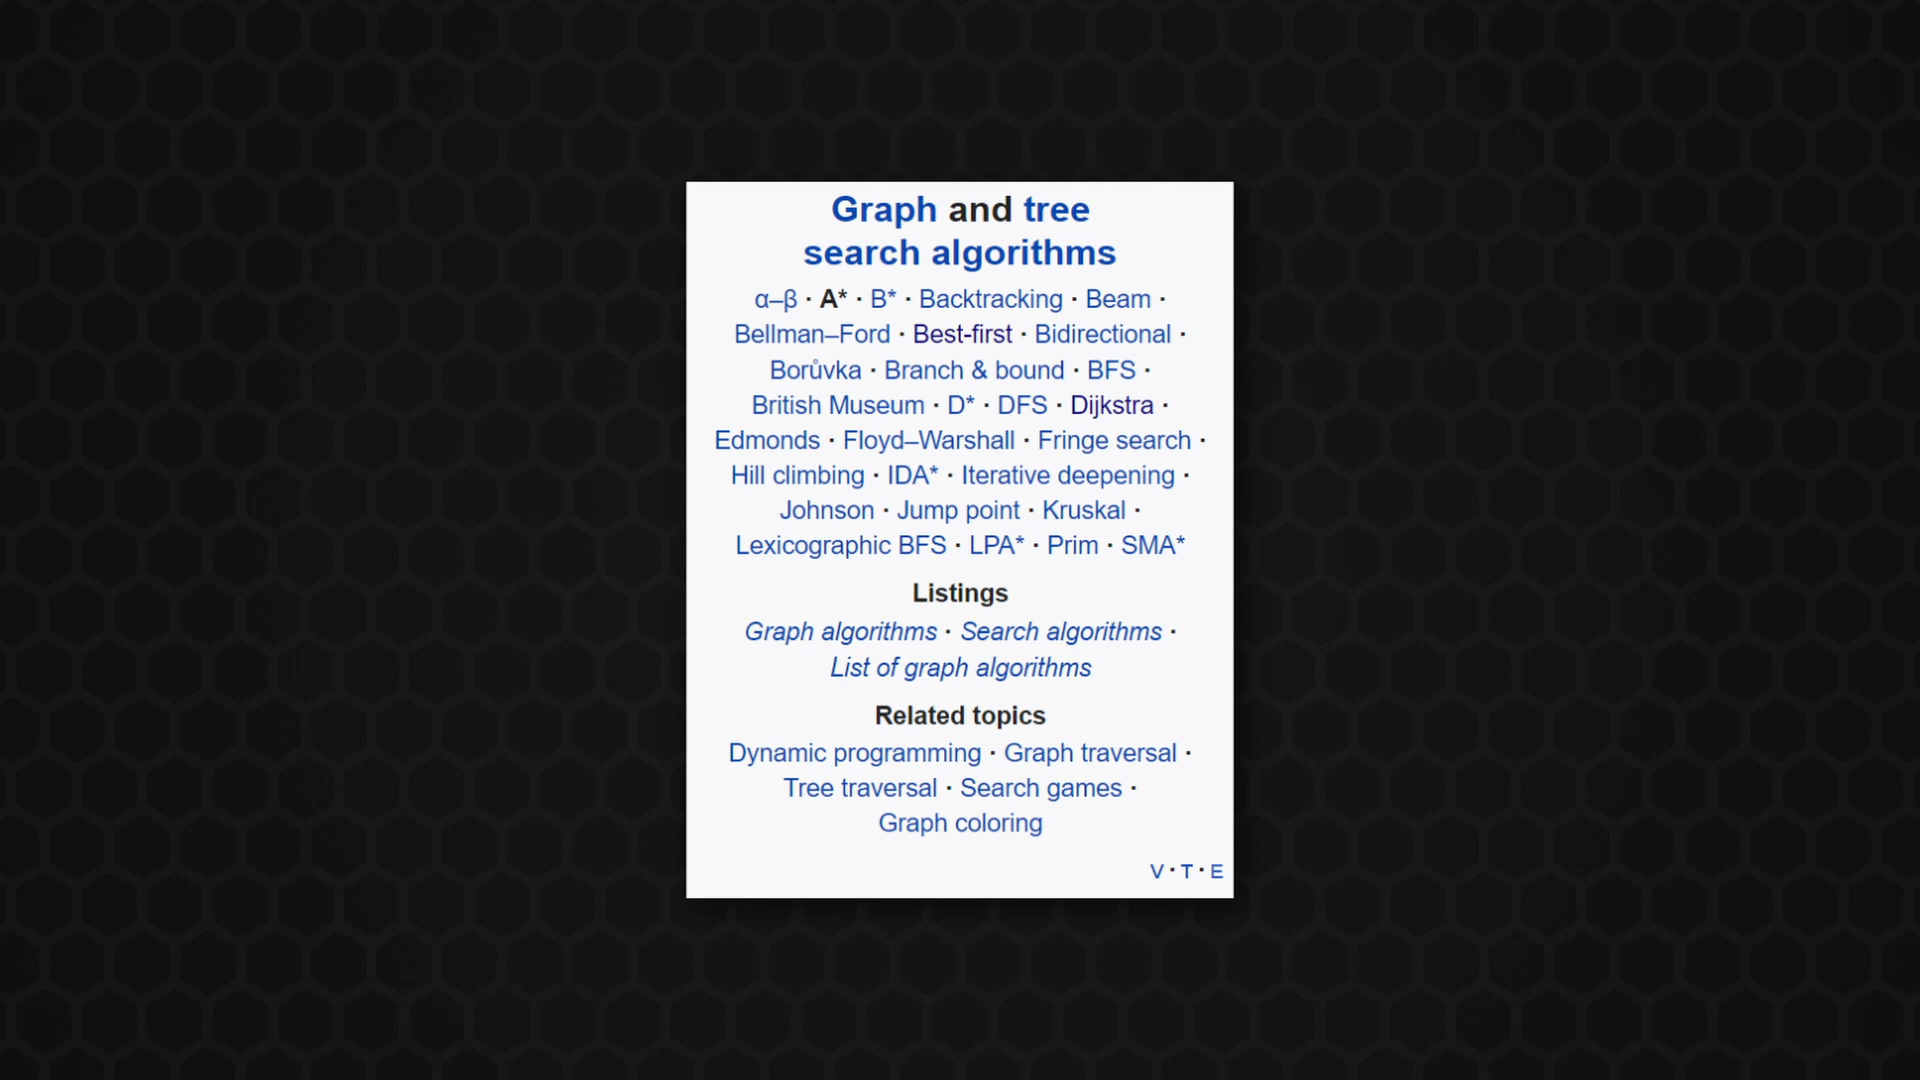 Graph and tree
search algorithms
α–β · A* · B* · Backtracking · Beam ·
Bellman–Ford · Best-first · Bidirectional ·
Borůvka · Branch & bound · BFS ·
British Museum · D* · DFS · Dijkstra ·
Edmonds · Floyd–Warshall · Fringe search ·
Hill climbing · IDA* · Iterative deepening ·
Johnson · Jump point · Kruskal ·
Lexicographic BFS · LPA* · Prim · SMA*
Listings
Graph algorithms · Search algorithms ·
List of graph algorithms
Related topics
Dynamic programming · Graph traversal ·
Tree traversal · Search games ·
Graph coloring
V · T · E